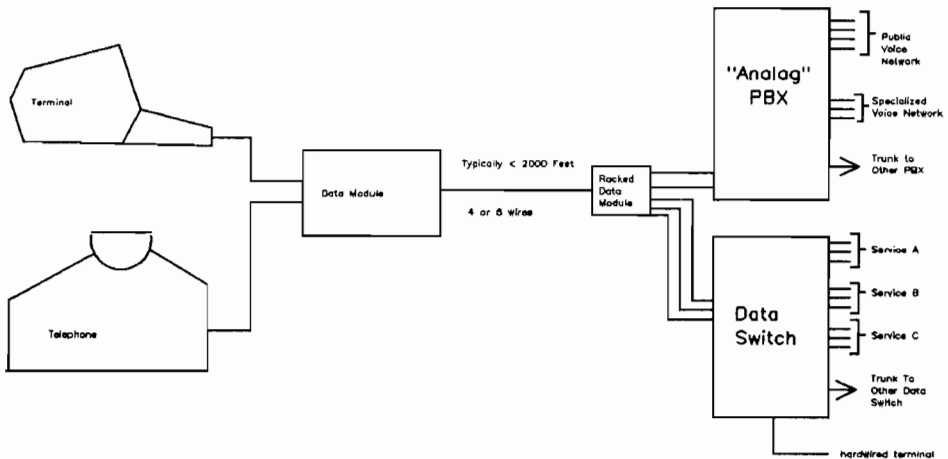 Terminal
Telephone
Data Module
Typically < 2000 Feet
4 or 6 wires
Racked
Data
Module
"Analog"
PBX
Public
Voice
Network
Specialized
Voice Network
Trunk to
Other PBX
Data
Switch
Service A
Service B
Service C
Trunk To
Other Data
Switch
hardwired terminal